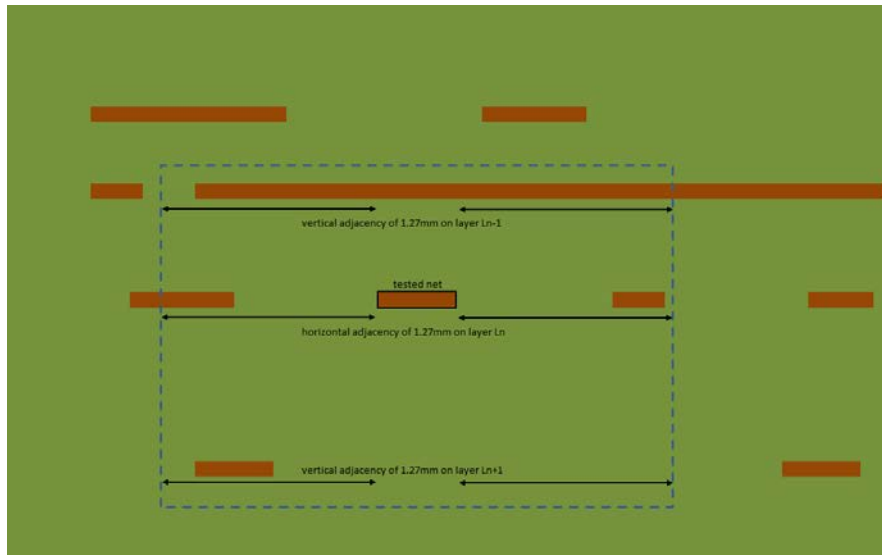 vertical adjacency of 1.27mm on layer Ln-1
tested net
horizontal adjacency of 1.27mm on layer Ln
vertical adjacency of 1.27mm on layer Ln+1